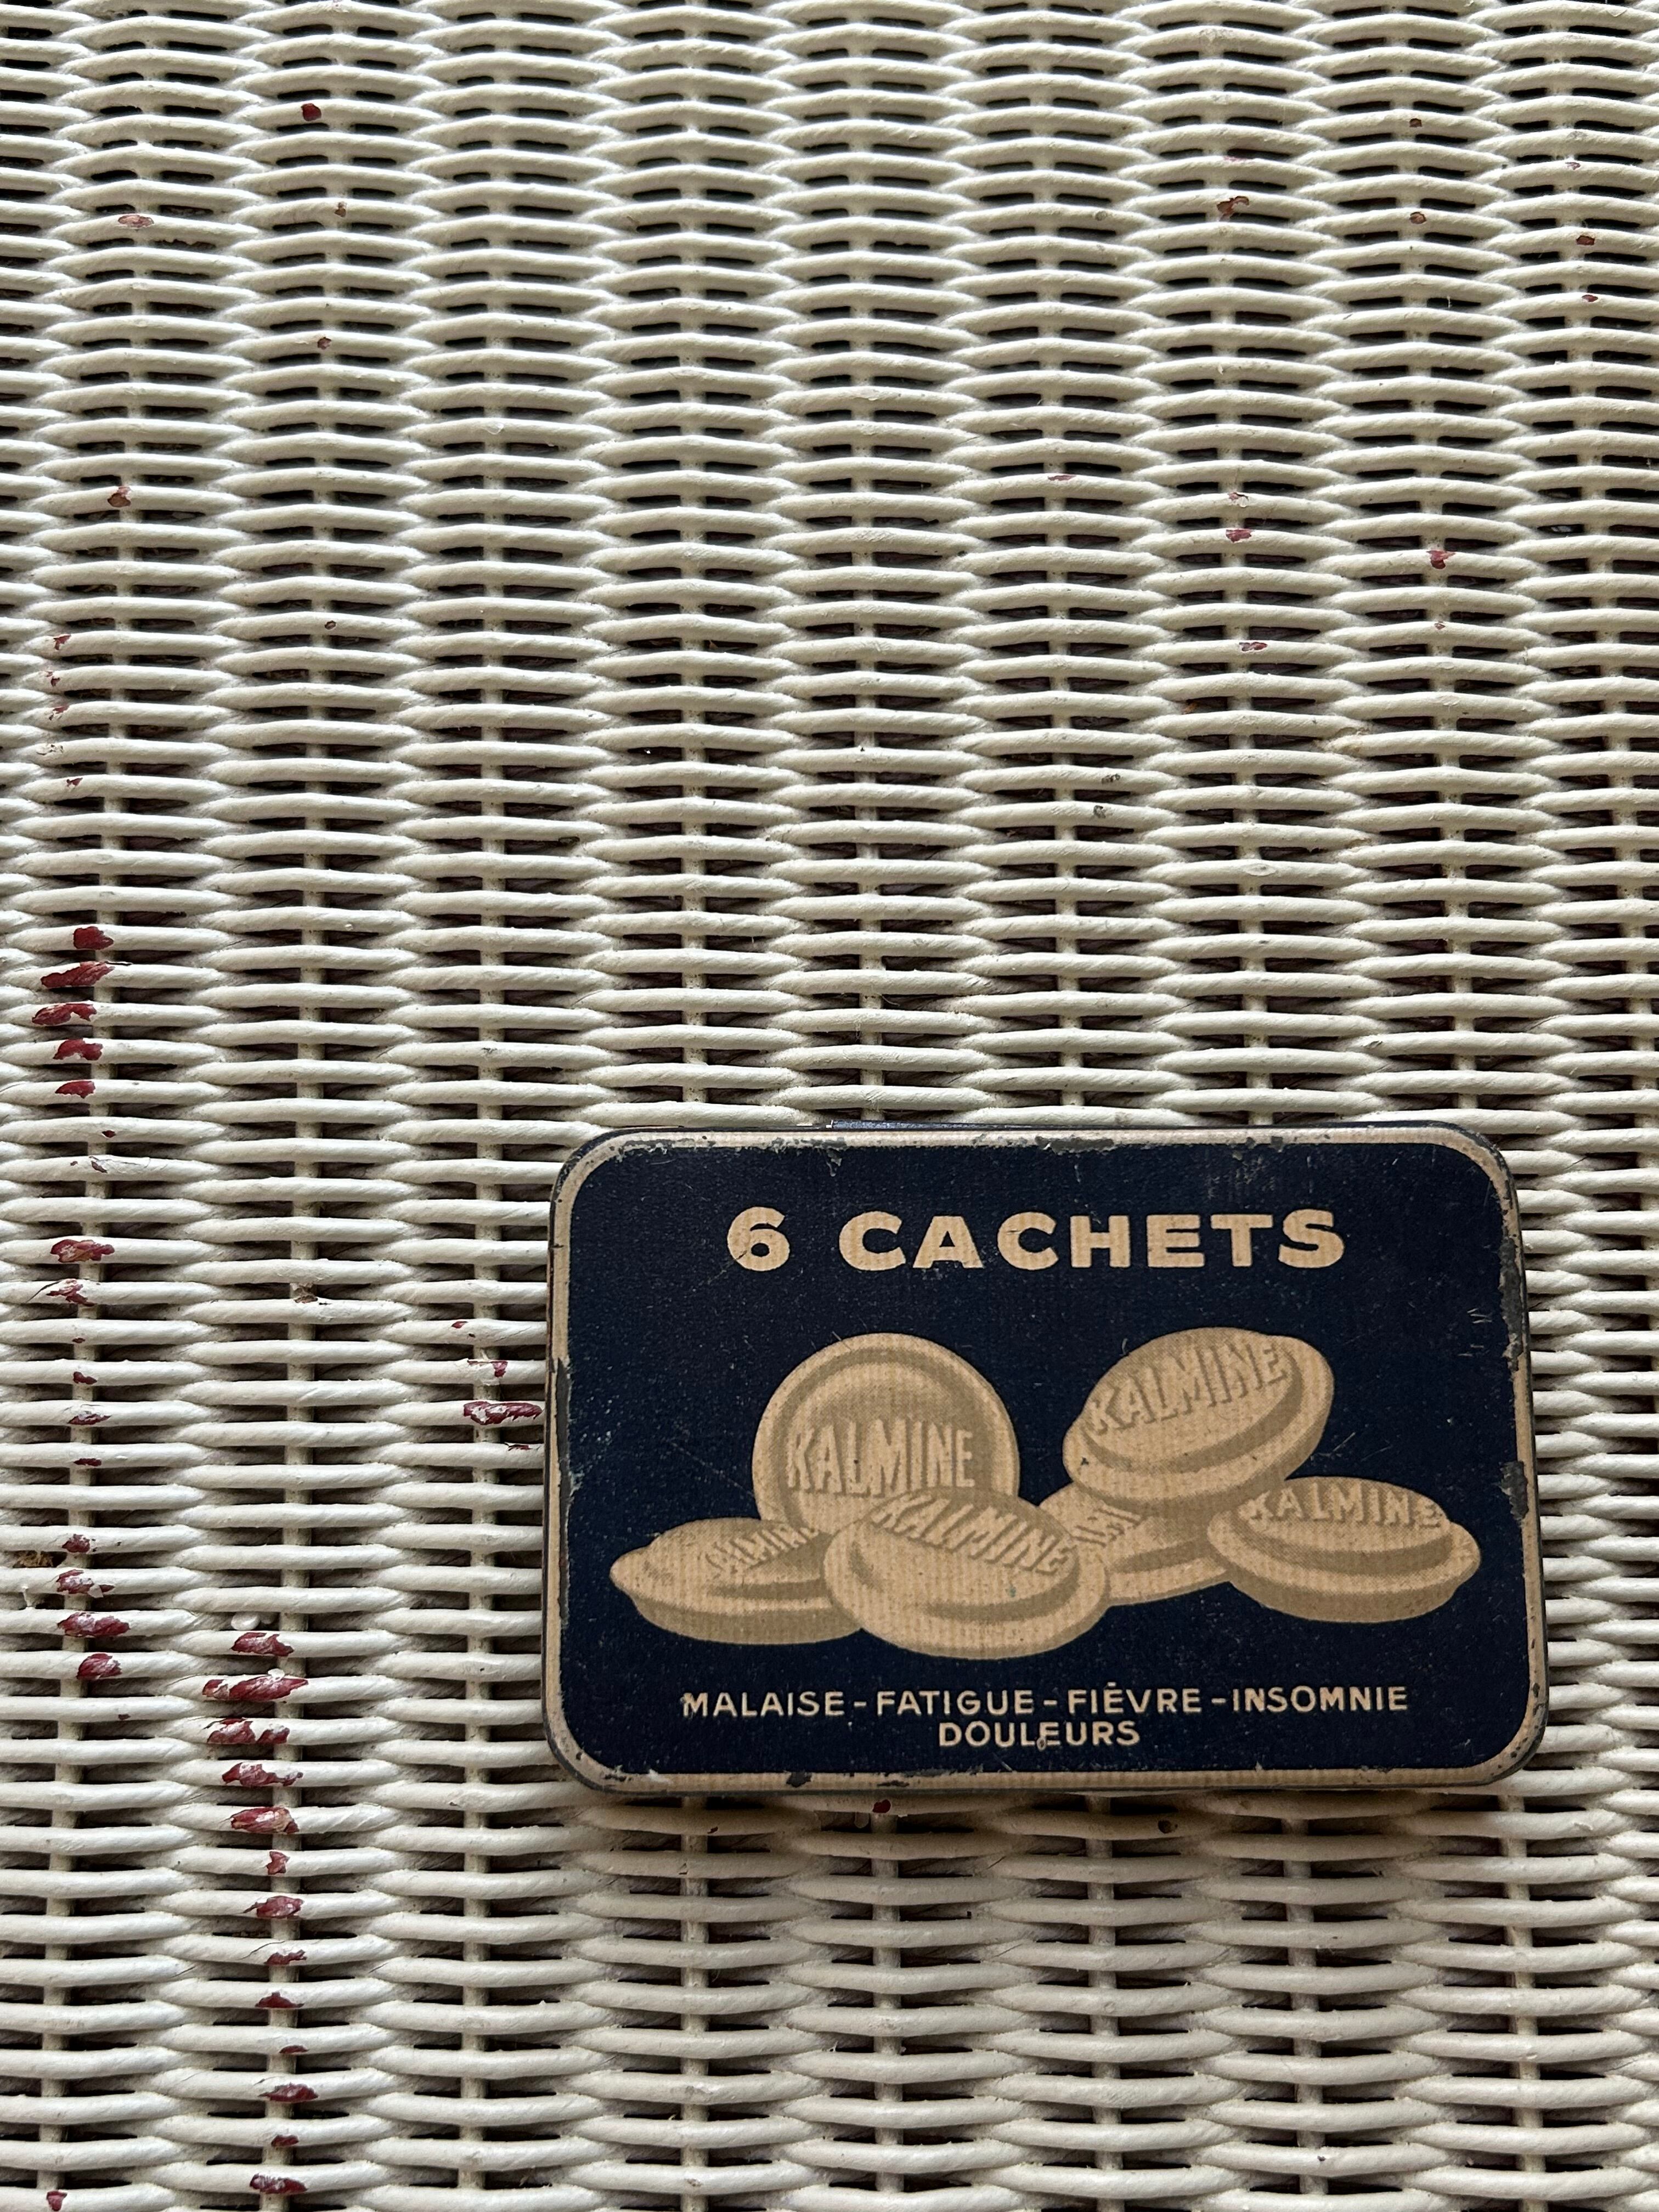 6 CACHETS
KALMINE
KALMINE
KALMINE
KALMINE
MALAISE - FATIGUE - FIÈVRE - INSOMNIE
DOULEURS